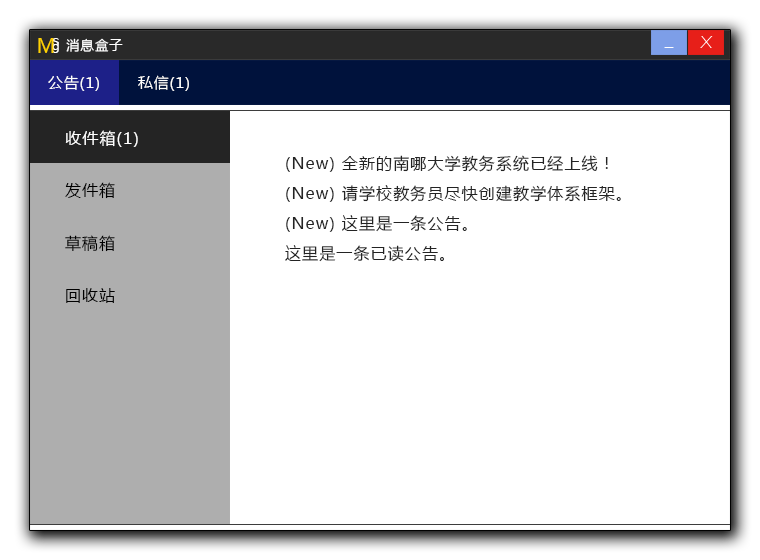 MSG 消息盒子
_ X
公告(1) 私信(1)
收件箱(1)
发件箱
草稿箱
回收站
(New) 全新的南哪大学教务系统已经上线！
(New) 请学校教务员尽快创建教学体系框架。
(New) 这里是一条公告。
这里是一条已读公告。